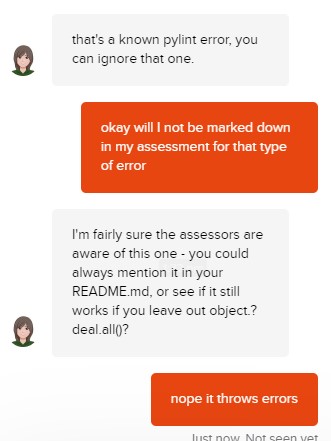 that's a known pylint error, you
can ignore that one.
okay will I not be marked down
in my assessment for that type
of error
I'm fairly sure the assessors are
aware of this one - you could
always mention it in your
README.md, or see if it still
works if you leave out object.?
deal.all()?
nope it throws errors
Just now. Not seen yet